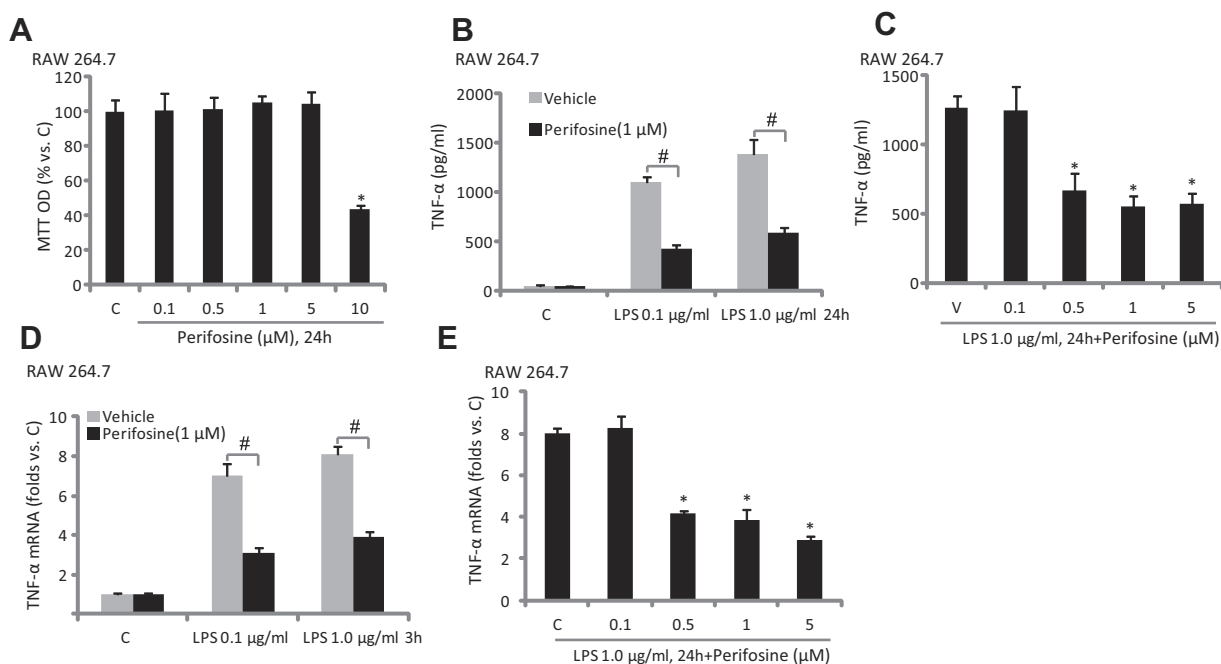 A
RAW 264.7
120
100
80
60
40
20
0
MTT OD (% vs. C)
*
C 0.1 0.5 1 5 10
Perifosine (μM), 24h
B
RAW 264.7
2000
1500
1000
500
0
TNF-α (pg/ml)
Vehicle
Perifosine(1 μM)
#
#
C LPS 0.1 μg/ml LPS 1.0 μg/ml 24h
C
RAW 264.7
1500
1000
500
0
TNF-α (pg/ml)
* * *
V 0.1 0.5 1 5
LPS 1.0 μg/ml, 24h+Perifosine (μM)
D
RAW 264.7
10
8
6
4
2
TNF-α mRNA (folds vs. C)
Vehicle
Perifosine(1 μM)
#
#
C LPS 0.1 μg/ml LPS 1.0 μg/ml 3h
E
RAW 264.7
10
8
6
4
2
0
TNF-α mRNA (folds vs. C)
* * *
C 0.1 0.5 1 5
LPS 1.0 μg/ml, 24h+Perifosine (μM)